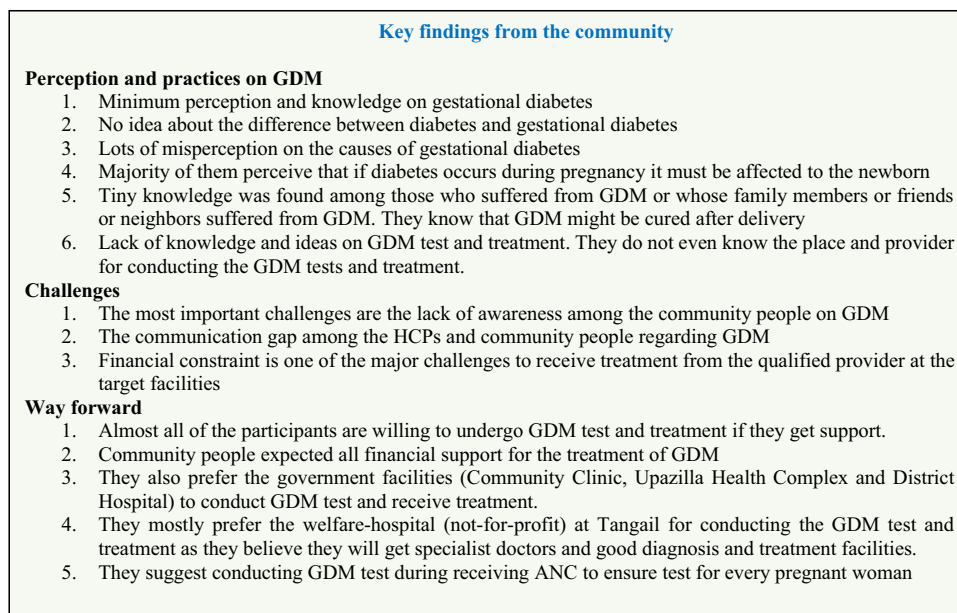 Key findings from the community
Perception and practices on GDM
1. Minimum perception and knowledge on gestational diabetes
2. No idea about the difference between diabetes and gestational diabetes
3. Lots of misperception on the causes of gestational diabetes
4. Majority of them perceive that if diabetes occurs during pregnancy it must be affected to the newborn
5. Tiny knowledge was found among those who suffered from GDM or whose family members or friends
or neighbors suffered from GDM. They know that GDM might be cured after delivery
6. Lack of knowledge and ideas on GDM test and treatment. They do not even know the place and provider
for conducting the GDM tests and treatment.
Challenges
1. The most important challenges are the lack of awareness among the community people on GDM
2. The communication gap among the HCPs and community people regarding GDM
3. Financial constraint is one of the major challenges to receive treatment from the qualified provider at the
target facilities
Way forward
1. Almost all of the participants are willing to undergo GDM test and treatment if they get support.
2. Community people expected all financial support for the treatment of GDM
3. They also prefer the government facilities (Community Clinic, Upazilla Health Complex and District
Hospital) to conduct GDM test and receive treatment.
4. They mostly prefer the welfare-hospital (not-for-profit) at Tangail for conducting the GDM test and
treatment as they believe they will get specialist doctors and good diagnosis and treatment facilities.
5. They suggest conducting GDM test during receiving ANC to ensure test for every pregnant woman